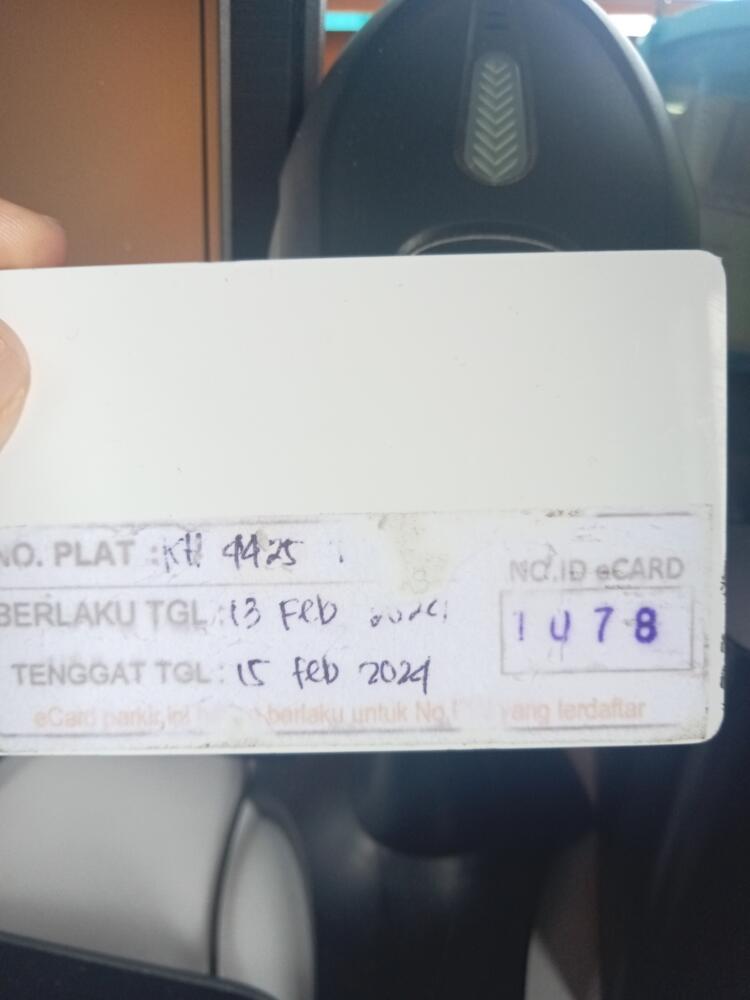 NO. PLAT : KH 4425
NO.ID eCARD
BERLAKU TGL : 13 Feb 2024
1078
TENGGAT TGL : 15 feb 2024
eCard parkir ini berlaku untuk No. yang terdaftar